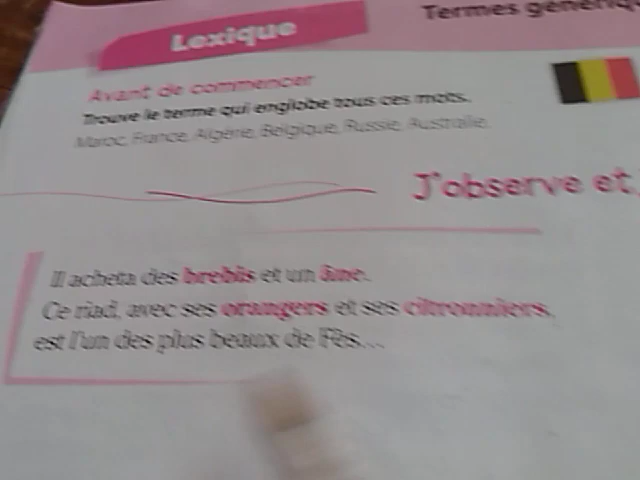 Lexique
Termes génériq
Avant de commencer
Trouve le terme qui englobe tous ces mots.
Maroc, France, Algérie, Belgique, Russie, Australie.
J'observe et
Il acheta des brebis et un âne.
Ce riad, avec ses orangers et ses citronniers,
est l'un des plus beaux de Fès...